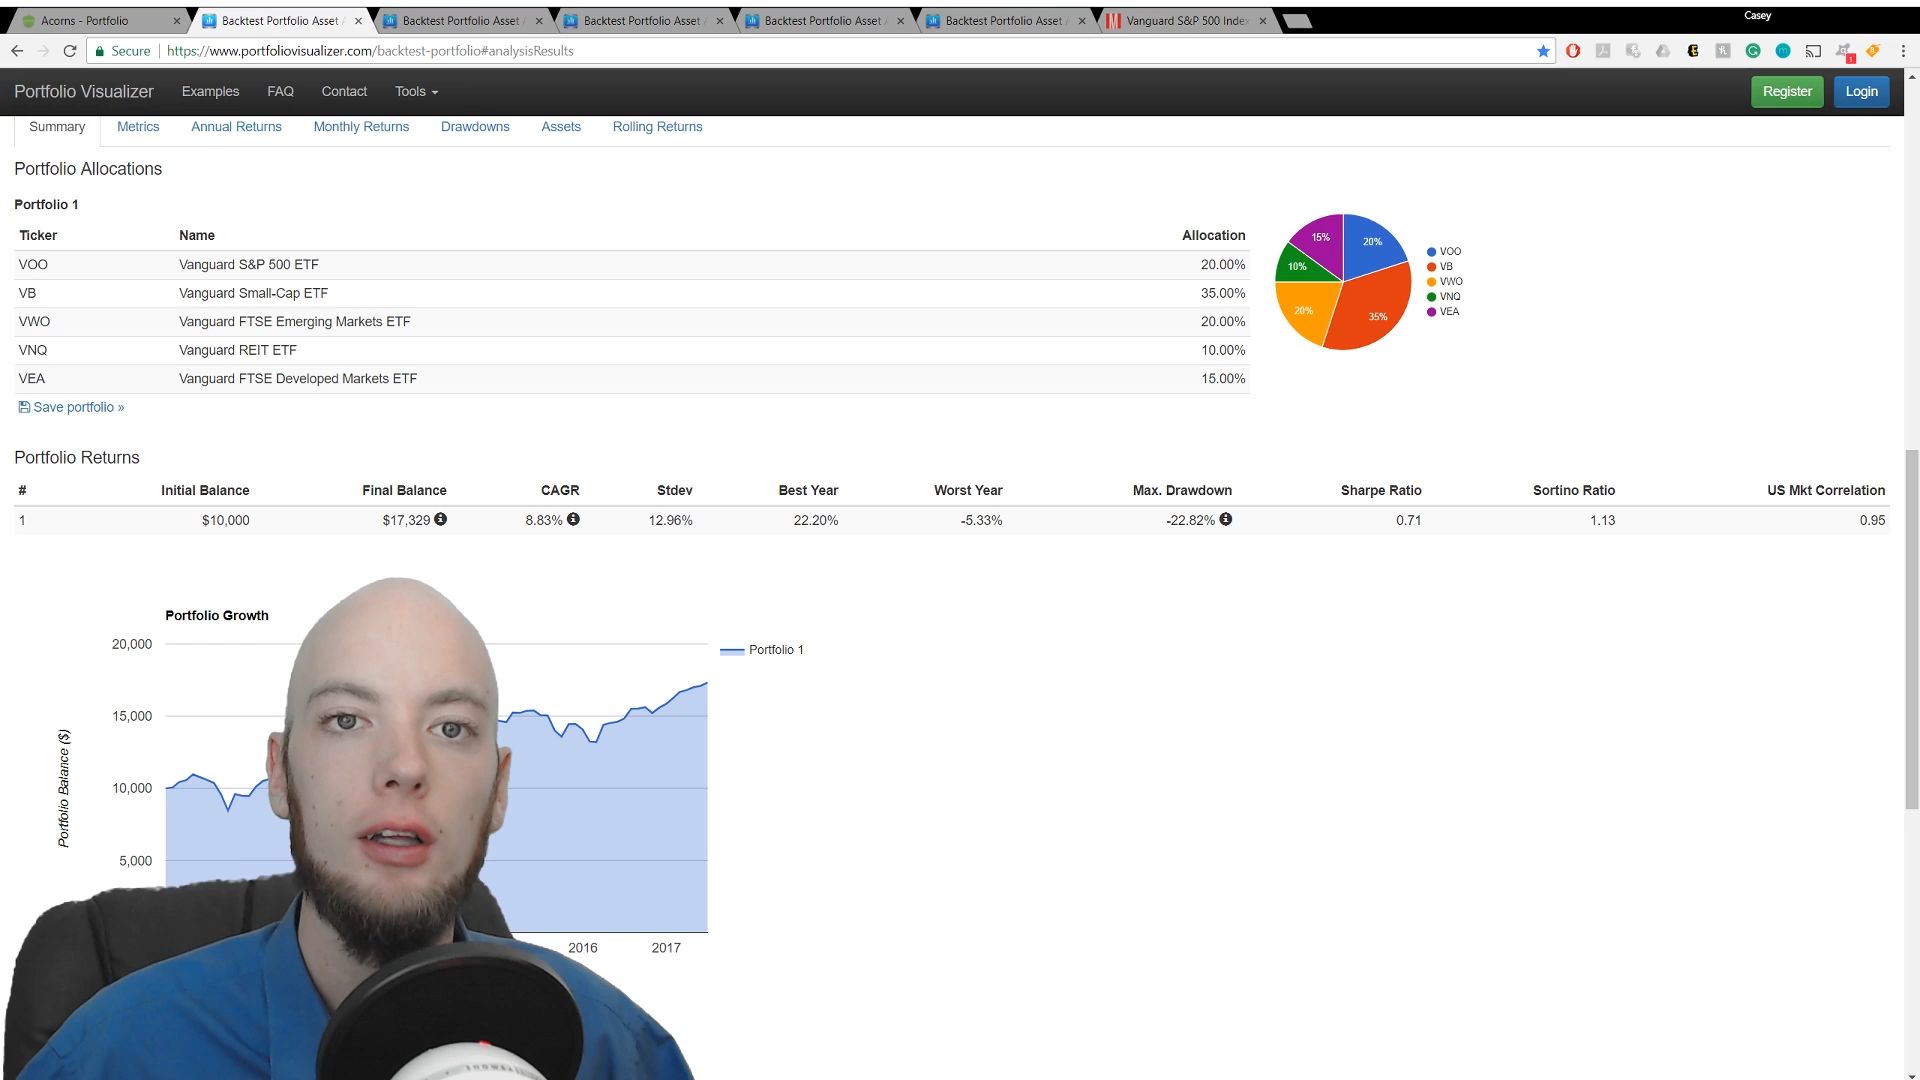 Casey
Acorns - Portfolio
Backtest Portfolio Asset
Backtest Portfolio Asset
Backtest Portfolio Asset
Backtest Portfolio Asset
Backtest Portfolio Asset
Vanguard S&P 500 Inde
Secure https://www.portfoliovisualizer.com/backtest-portfolio#analysisResults
Portfolio Visualizer Examples FAQ Contact Tools Register Login
Summary Metrics Annual Returns Monthly Returns Drawdowns Assets Rolling Returns
Portfolio Allocations
Portfolio 1
Ticker Name Allocation
VOO Vanguard S&P 500 ETF 20.00%
VB Vanguard Small-Cap ETF 35.00%
VWO Vanguard FTSE Emerging Markets ETF 20.00%
VNQ Vanguard REIT ETF 10.00%
VEA Vanguard FTSE Developed Markets ETF 15.00%
Save portfolio »
15%
20%
10%
20%
35%
VOO
VB
VWO
VNQ
VEA
Portfolio Returns
# Initial Balance Final Balance CAGR Stdev Best Year Worst Year Max. Drawdown Sharpe Ratio Sortino Ratio US Mkt Correlation
1 $10,000 $17,329 8.83% 12.96% 22.20% -5.33% -22.82% 0.71 1.13 0.95
Portfolio Growth
20,000
15,000
10,000
5,000
Portfolio Balance ($)
2016 2017
Portfolio 1